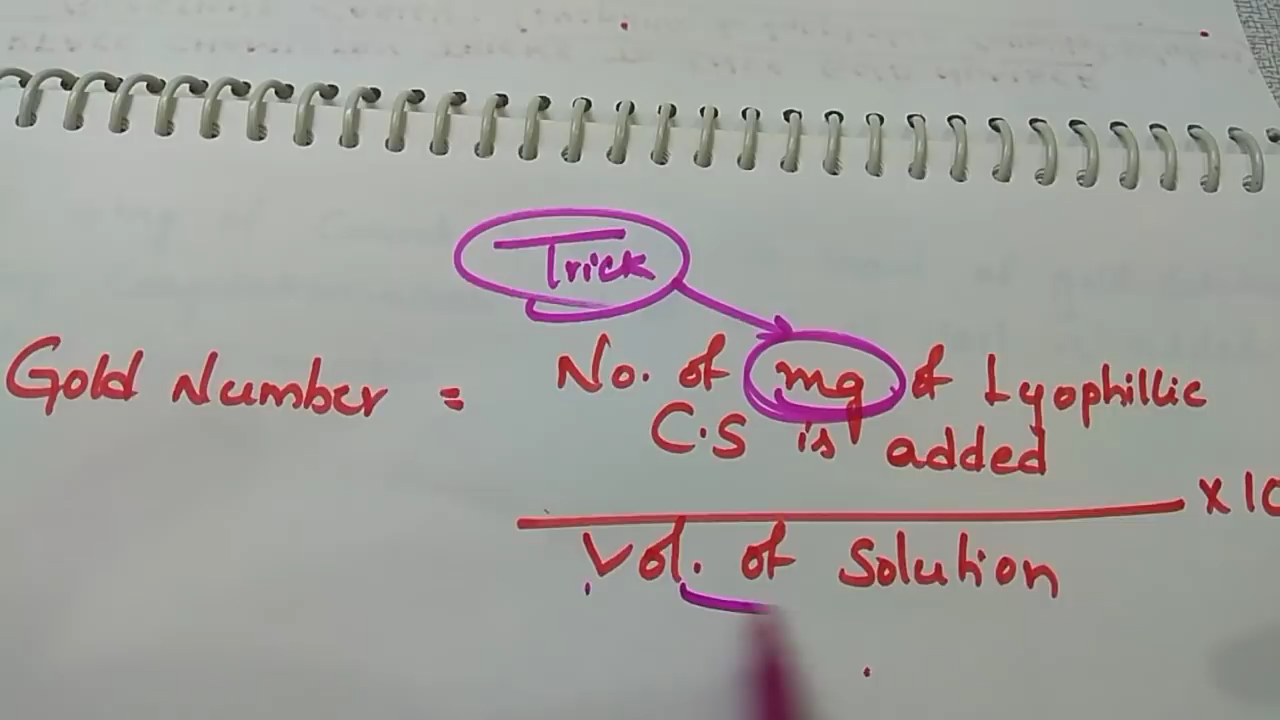 Trick
Gold Number = No. of mg of Lyophillic
C.S is added
x 10
Vol. of Solution